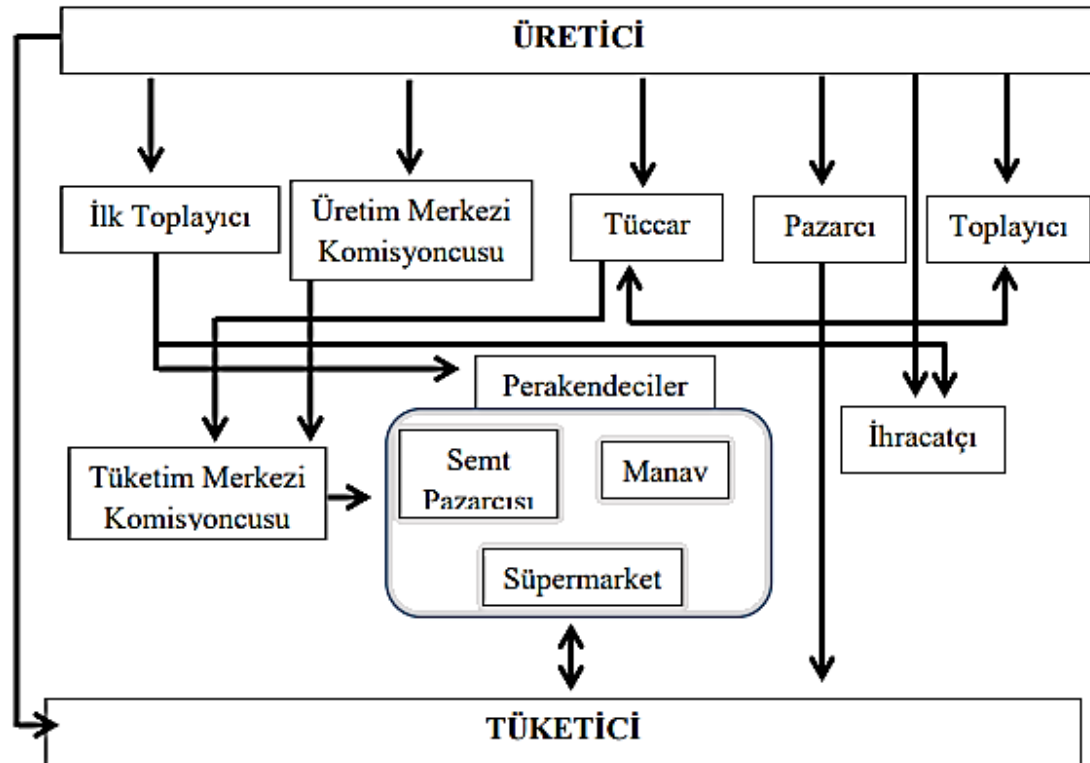 ÜRETİCİ
İlk Toplayıcı
Üretim Merkezi
Komisyoncusu
Tüccar
Pazarcı
Toplayıcı
Perakendeciler
İhracatçı
Semt
Pazarcısı
Manav
Tüketim Merkezi
Komisyoncusu
Süpermarket
TÜKETİCİ